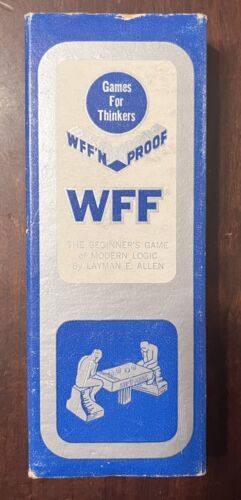 Games
For
Thinkers
WFF'N PROOF
WFF
THE BEGINNER'S GAME
of MODERN LOGIC
By LAYMAN E. ALLEN